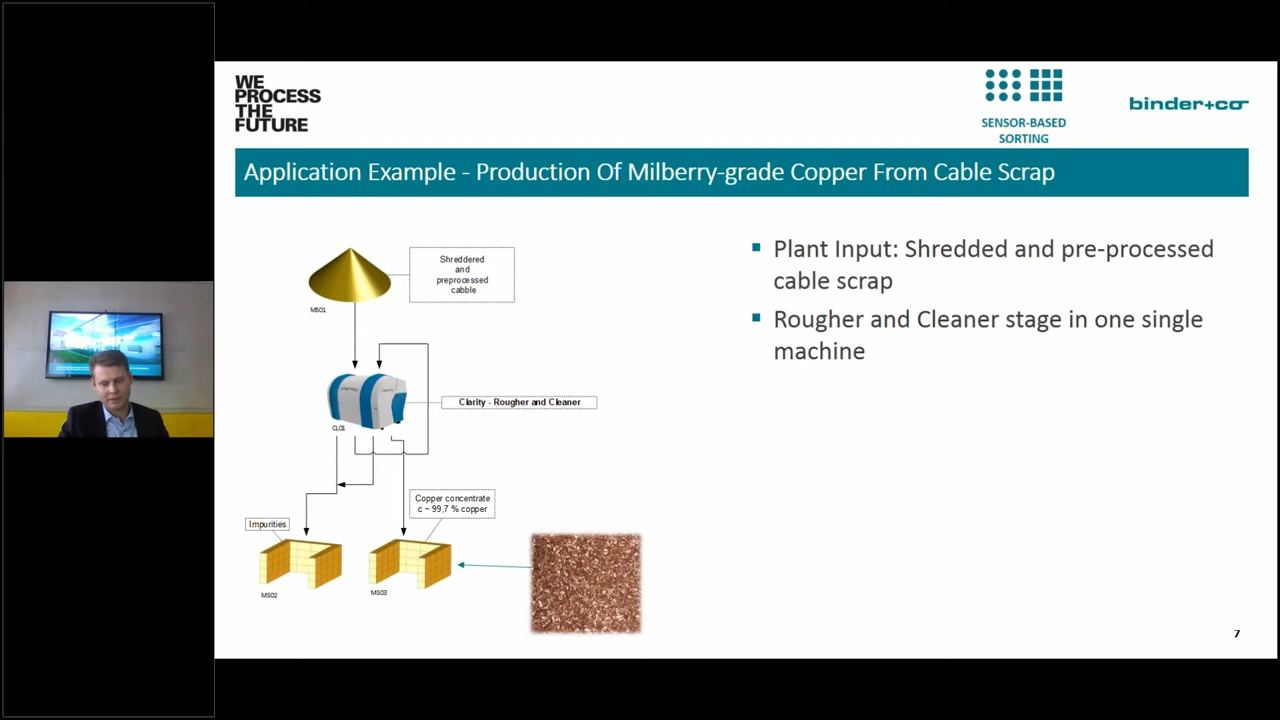 WE
PROCESS
THE
FUTURE
SENSOR-BASED
SORTING
binder+co
Application Example - Production Of Milberry-grade Copper From Cable Scrap
Shreddered
and
preprocessed
cabble
MS01
Clarity - Rougher and Cleaner
CL01
Copper concentrate
c ~ 99,7 % copper
Impurities
MS02
MS03
Plant Input: Shredded and pre-processed
cable scrap
Rougher and Cleaner stage in one single
machine
7